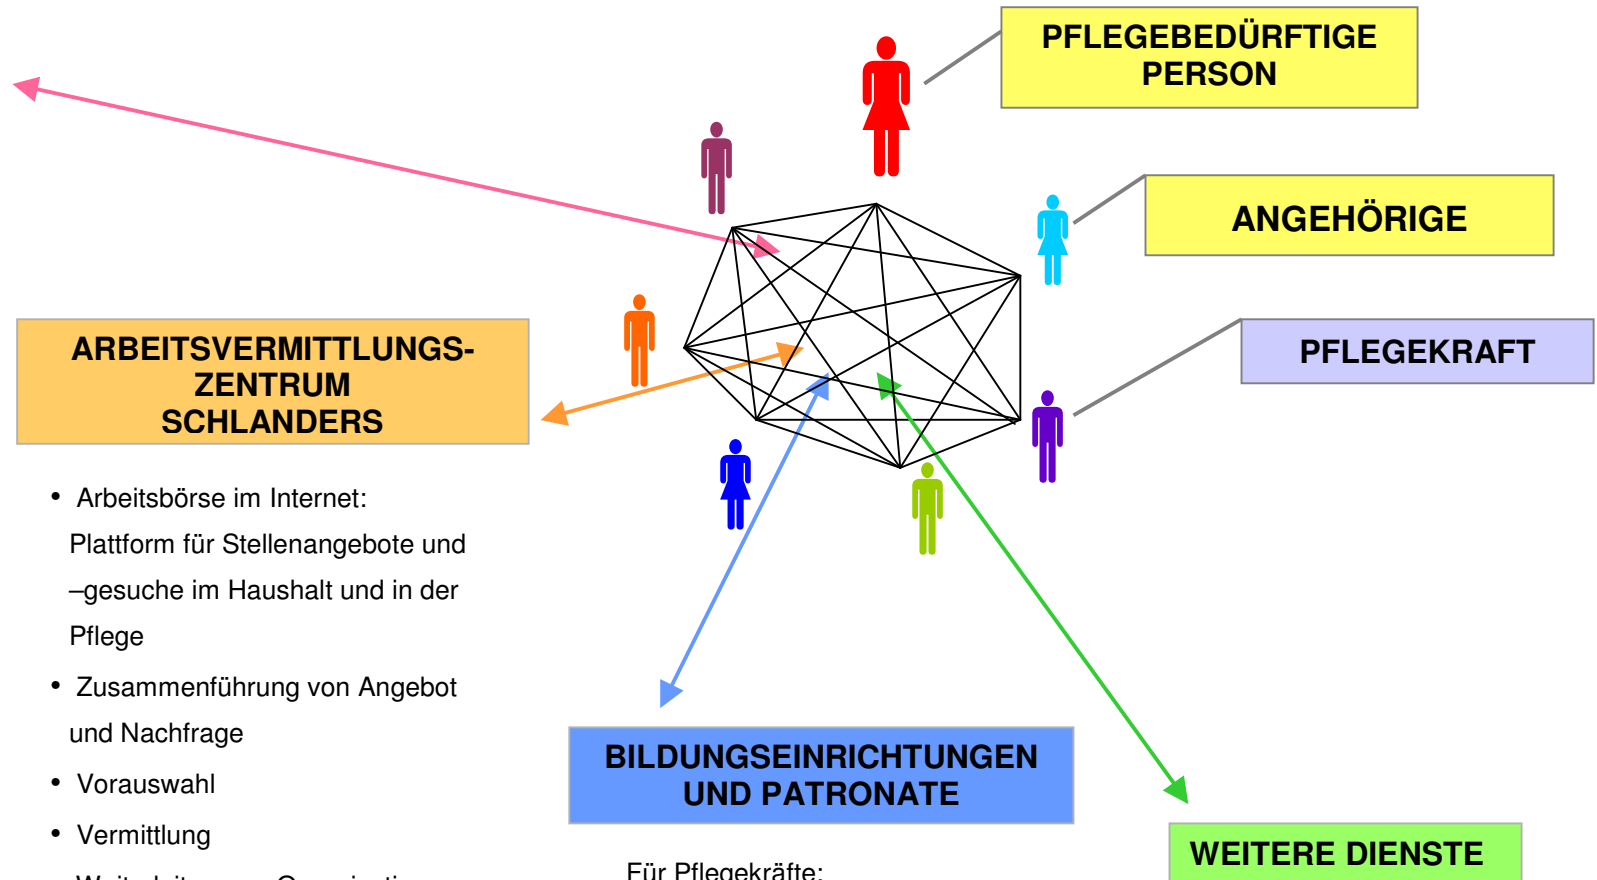 PFLEGEBEDÜRFTIGE
PERSON
ANGEHÖRIGE
PFLEGEKRAFT
ARBEITSVERMITTLUNGS-
ZENTRUM
SCHLANDERS
• Arbeitsbörse im Internet:
Plattform für Stellenangebote und
–gesuche im Haushalt und in der
Pflege
• Zusammenführung von Angebot
und Nachfrage
• Vorauswahl
• Vermittlung
BILDUNGSEINRICHTUNGEN
UND PATRONATE
Für Pflegekräfte:
WEITERE DIENSTE